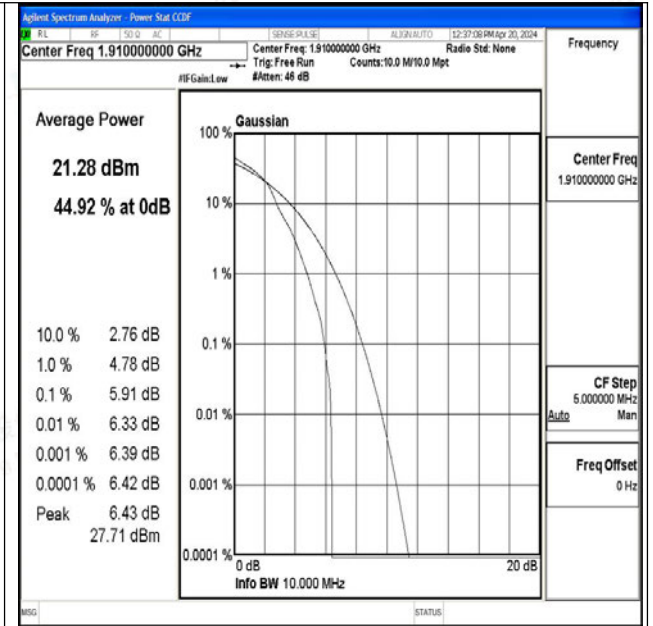 Agilent Spectrum Analyzer - Power Stat CCDF
RL RF 50 Ω AC SENSE:PULSE ALIGN AUTO 12:37:08 PM Apr 20, 2024
Center Freq 1.910000000 GHz
Center Freq: 1.910000000 GHz Radio Std: None
Trig: Free Run Counts:10.0 M/10.0 Mpt
#IFGain:Low #Atten: 46 dB
Frequency
Average Power
21.28 dBm
44.92 % at 0dB
10.0 % 2.76 dB
1.0 % 4.78 dB
0.1 % 5.91 dB
0.01 % 6.33 dB
0.001 % 6.39 dB
0.0001 % 6.42 dB
Peak 6.43 dB
27.71 dBm
Gaussian
100 %
10 %
1 %
0.1 %
0.01 %
0.001 %
0.0001 %
0 dB 20 dB
Info BW 10.000 MHz
Center Freq
1.910000000 GHz
CF Step
5.000000 MHz
Auto Man
Freq Offset
0 Hz
MSG STATUS